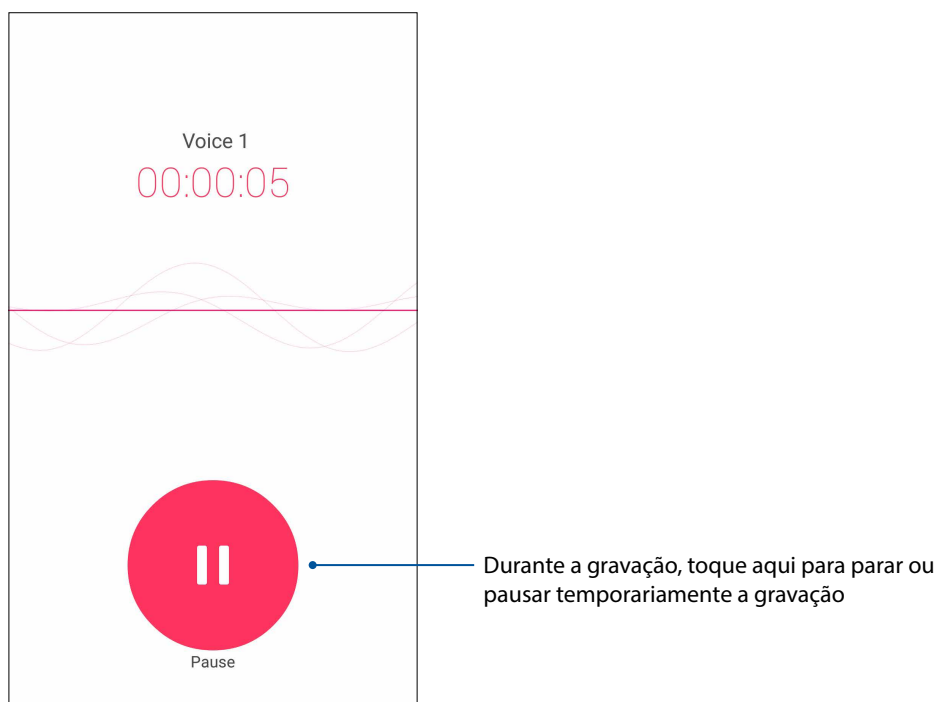 Voice 1
00:00:05
Durante a gravação, toque aqui para parar ou
pausar temporariamente a gravação
Pause